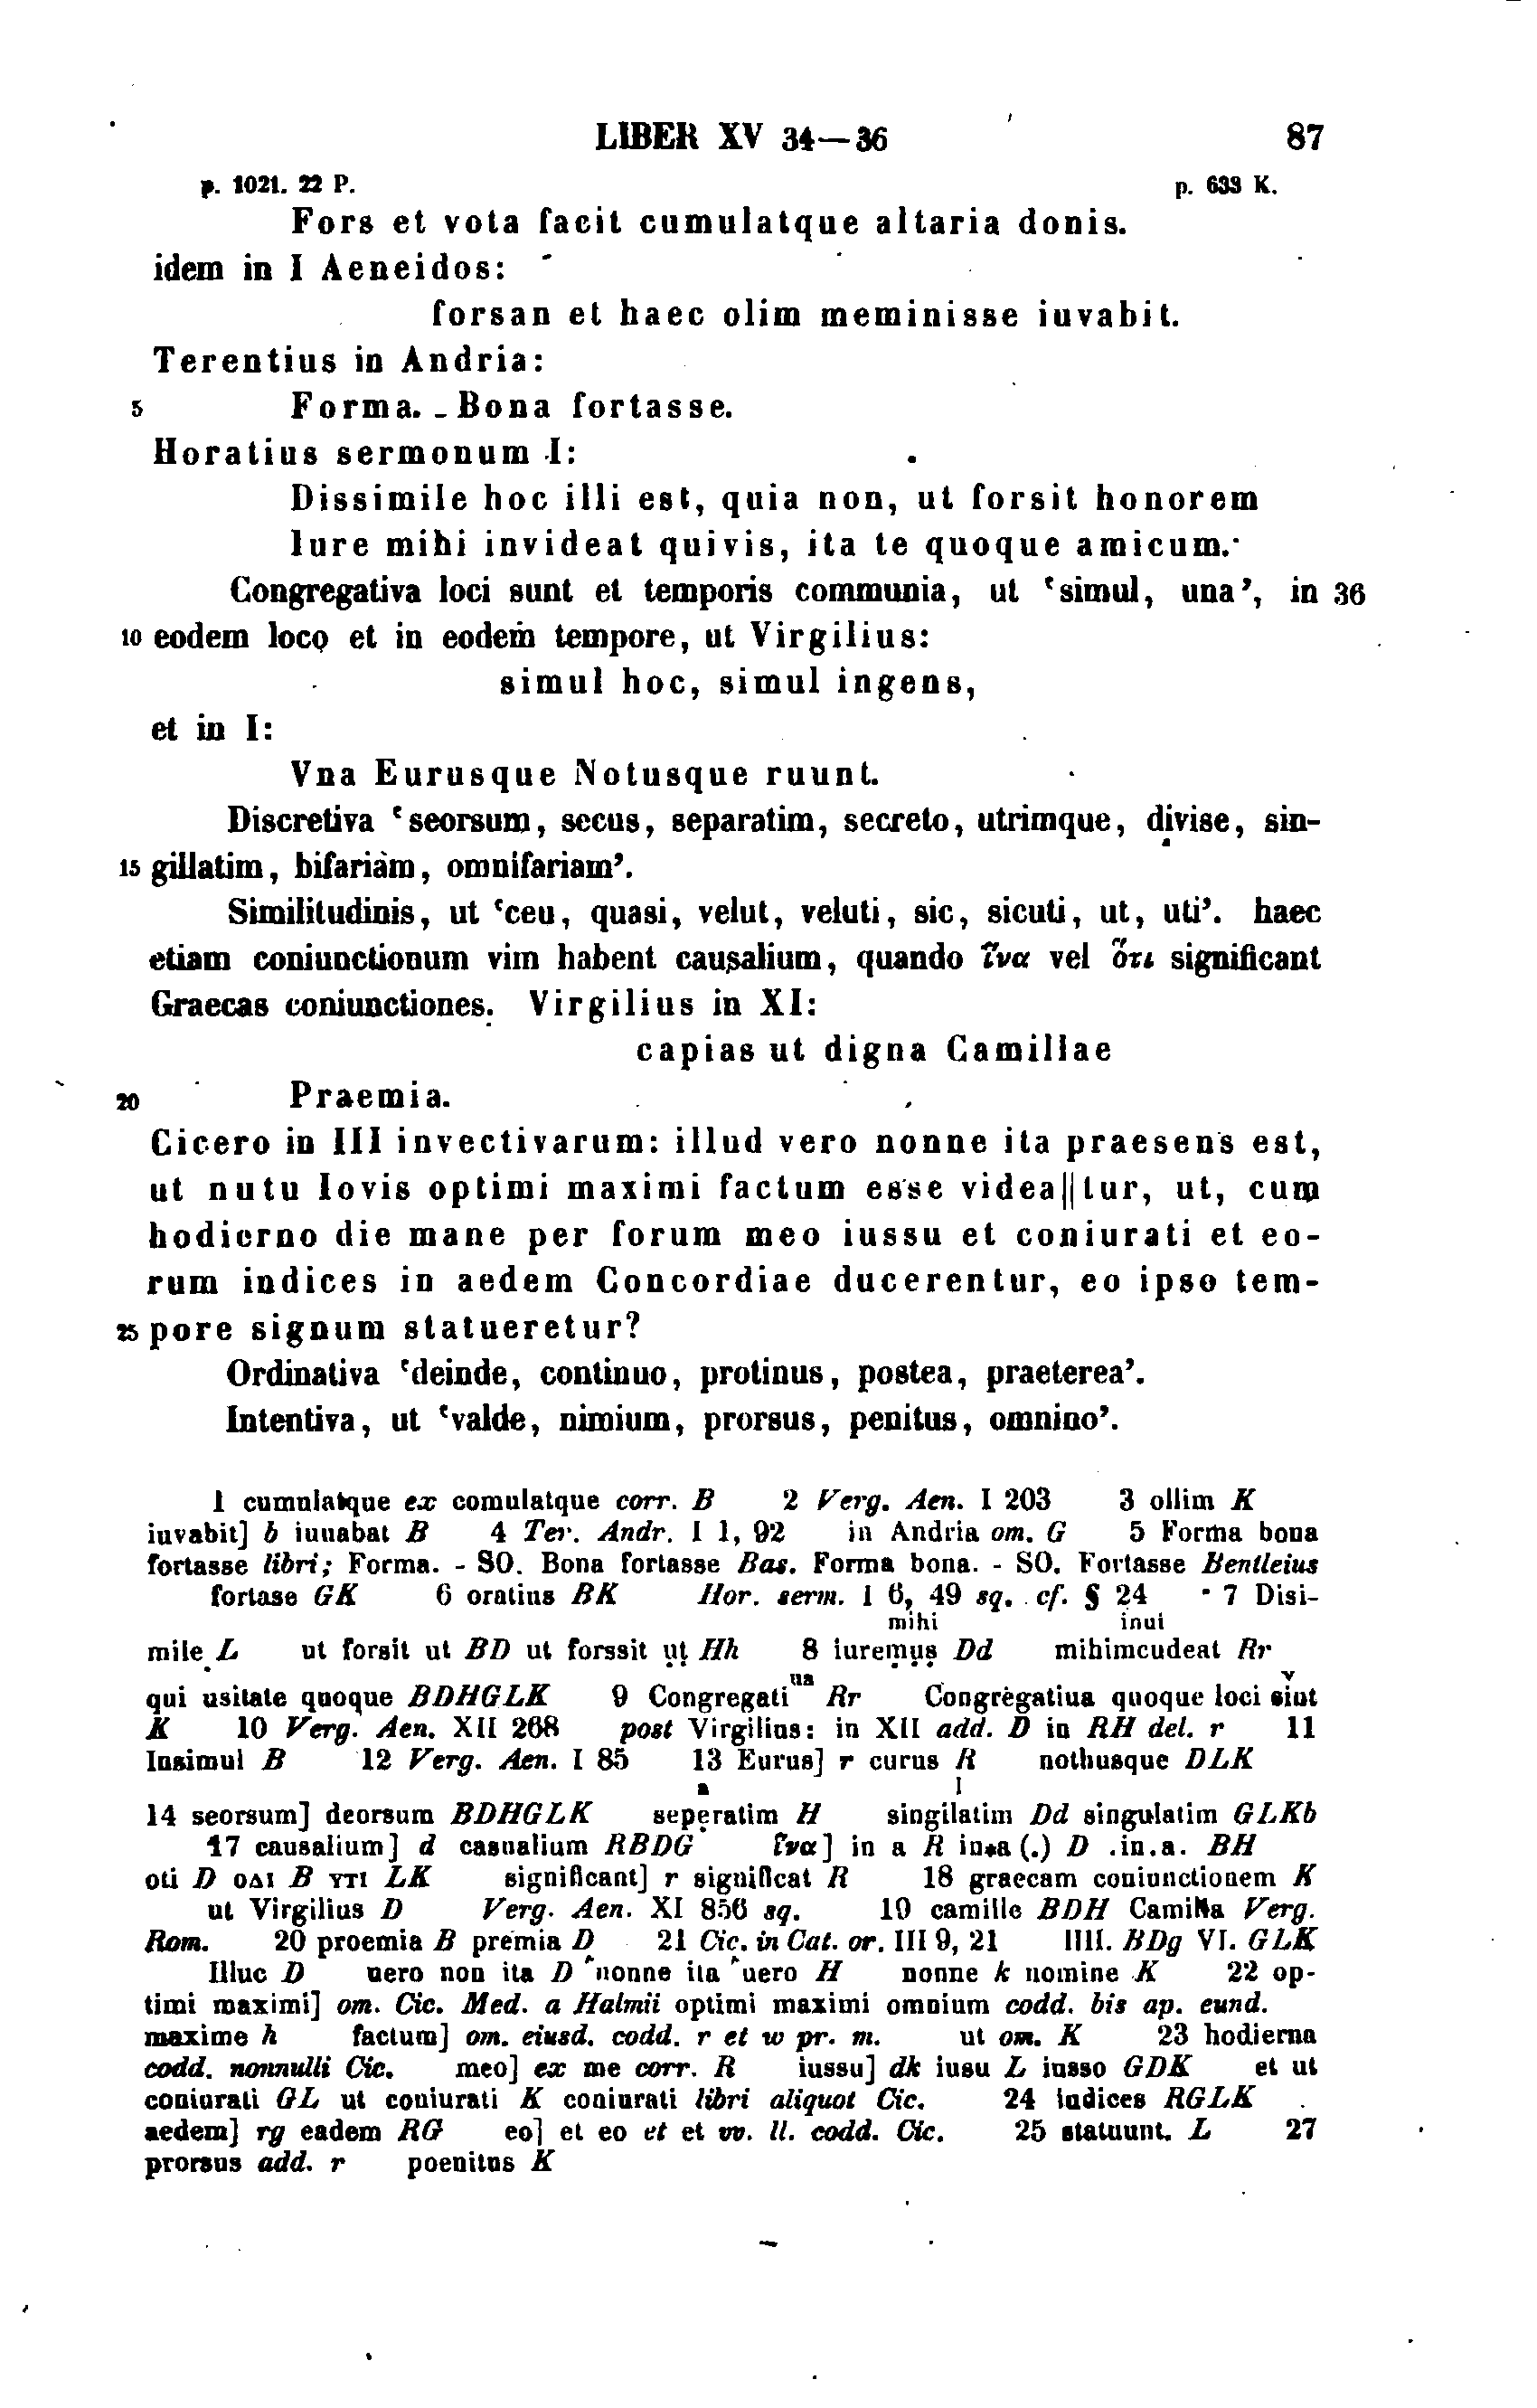 LIBER XV 34—36 87
p. 1021. 22 P. p. 633 K.
Fors et vota facit cumulatque altaria donis.
idem in I Aeneidos:
forsan et haec olim meminisse iuvabit.
Terentius in Andria:
5 Forma. - Bona fortasse.
Horatius sermonum I:
Dissimile hoc illi est, quia non, ut forsit honorem
Iure mihi invideat quivis, ita te quoque amicum.
Congregativa loci sunt et temporis communia, ut ‘simul, una’, in 36
10 eodem loco et in eodem tempore, ut Virgilius:
simul hoc, simul ingens,
et in I:
Vna Eurusque Notusque ruunt.
Discretiva ‘seorsum, secus, separatim, secreto, utrimque, divise, sin-
15 gillatim, bifariam, omnifariam’.
Similitudinis, ut ‘ceu, quasi, velut, veluti, sic, sicuti, ut, uti’. haec
etiam coniunctionum vim habent causalium, quando ἵνα vel ὅτι significant
Graecas coniunctiones. Virgilius in XI:
capias ut digna Camillae
20 Praemia.
Cicero in III invectivarum: illud vero nonne ita praesens est,
ut nutu Iovis optimi maximi factum esse videa||tur, ut, cum
hodierno die mane per forum meo iussu et coniurati et eo-
rum indices in aedem Concordiae ducerentur, eo ipso tem-
25 pore signum statueretur?
Ordinativa ‘deinde, continuo, protinus, postea, praeterea’.
Intentiva, ut ‘valde, nimium, prorsus, penitus, omnino’.
1 cumulatque ex comulatque corr. B 2 Verg. Aen. I 203 3 ollim K
iuvabit] b iuuabat B 4 Ter. Andr. I 1, 92 in Andria om. G 5 Forma bona
fortasse libri; Forma. - SO. Bona fortasse Bas. Forma bona. - SO. Fortasse Bentleius
fortase GK 6 oratius BK Hor. serm. I 6, 49 sq. cf. § 24 7 Disi-
mihi inui
mile L ut forsit ut BD ut forssit ụṭ Hh 8 iureṃụṣ Dd mihimcudeat Rr
qui usitate quoque BDHGLK 9 Congregati ua Rr Congregatiua quoque loci sint
K 10 Verg. Aen. XII 268 post Virgilius: in XII add. D in RH del. r 11
Insimul B 12 Verg. Aen. I 85 13 Eurus] r curus R nothusque DLK
a l
14 seorsum] deorsum BDHGLK sepẹratim H singilatim Dd singulatim GLKb
17 causalium] d casualium RBDG ἵνα] in a R in*a (.) D .in.a. BH
oti D οΔι B ΥΤΙ LK significant] r significat R 18 graecam coniunctionem K
ut Virgilius D Verg. Aen. XI 856 sq. 19 camille BDH Camilla Verg.
Rom. 20 proemia B premia D 21 Cic. in Cat. or. III 9, 21 IIII. BDg VI. GLK
Illuc D uero non ita D nonne ita uero H nonne k nomine K 22 op-
timi maximi] om. Cic. Med. a Halmii optimi maximi omnium codd. bis ap. eund.
maxime h factum] om. eiusd. codd. r et w pr. m. ut om. K 23 hodierna
codd. nonnulli Cic. meo] ex me corr. R iussu] dk iusu L iusso GDK et ut
coniurati GL ut coniurati K coniurati libri aliquot Cic. 24 iudices RGLK
aedem] rg eadem RG eo] et eo et et vv. ll. codd. Cic. 25 statuunt. L 27
prorsus add. r poenitus K